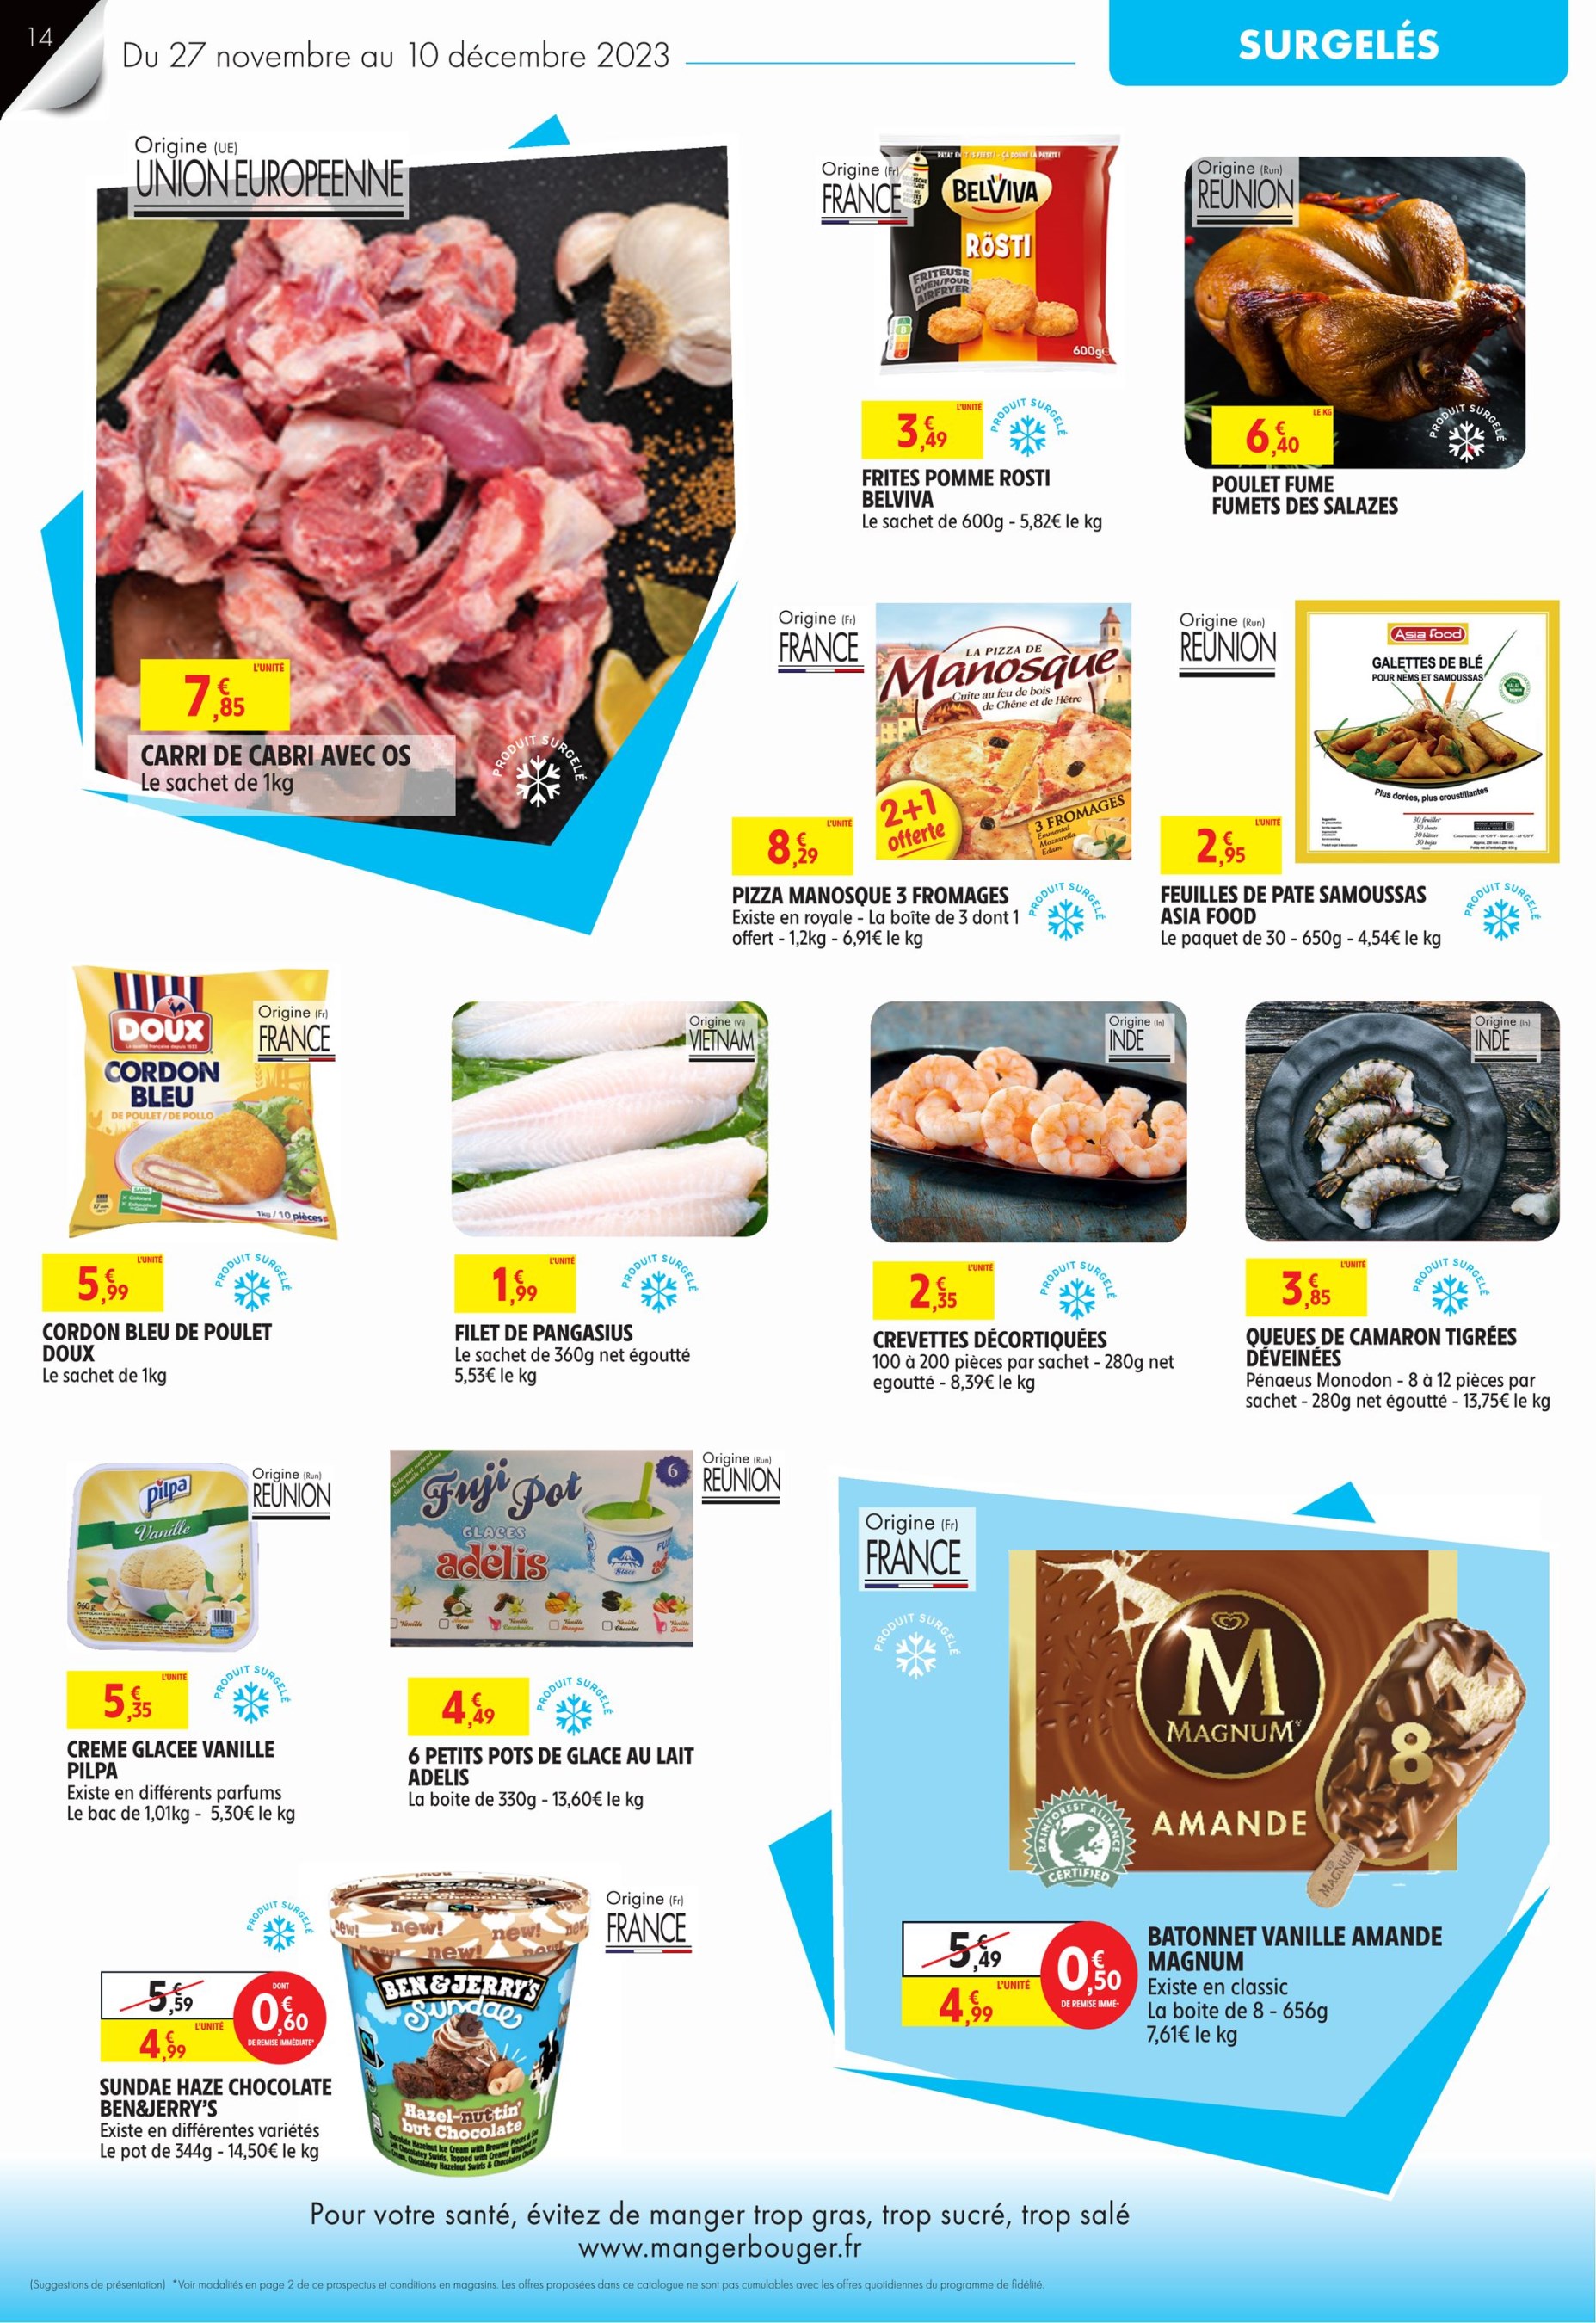 14
Du 27 novembre au 10 décembre 2023
SURGELÉS
Origine (UE)
UNION EUROPEENNE
7€,85
L'UNITÉ
CARRI DE CABRI AVEC OS
Le sachet de 1kg
PRODUIT SURGELÉ
Origine (Fr)
FRANCE
BELVIVA
RÖSTI
FRITEUSE
OVEN/FOUR
AIRFRYER
600g
3€,49
L'UNITÉ
PRODUIT SURGELÉ
FRITES POMME ROSTI
BELVIVA
Le sachet de 600g - 5,82€ le kg
Origine (Run)
REUNION
6€,40
LE KG
PRODUIT SURGELÉ
POULET FUME
FUMETS DES SALAZES
Origine (Fr)
FRANCE
LA PIZZA DE
Manosque
Cuite au feu de bois
de Chêne et de Hêtre
2+1
offerte
3 FROMAGES
Emmental
Mozzarella
Edam
8€,29
L'UNITÉ
PIZZA MANOSQUE 3 FROMAGES
Existe en royale - La boîte de 3 dont 1
offert - 1,2kg - 6,91€ le kg
PRODUIT SURGELÉ
Origine (Run)
REUNION
Asia Food
GALETTES DE BLÉ
POUR NÈMS ET SAMOUSSAS
Plus dorées, plus croustillantes
2€,95
L'UNITÉ
FEUILLES DE PATE SAMOUSSAS
ASIA FOOD
Le paquet de 30 - 650g - 4,54€ le kg
PRODUIT SURGELÉ
DOUX
CORDON
BLEU
DE POULET/DE POLLO
1kg / 10 pièces
Origine (Fr)
FRANCE
5€,99
L'UNITÉ
PRODUIT SURGELÉ
CORDON BLEU DE POULET
DOUX
Le sachet de 1kg
Origine (Vi)
VIETNAM
1€,99
L'UNITÉ
PRODUIT SURGELÉ
FILET DE PANGASIUS
Le sachet de 360g net égoutté
5,53€ le kg
Origine (In)
INDE
2€,35
L'UNITÉ
PRODUIT SURGELÉ
CREVETTES DÉCORTIQUÉES
100 à 200 pièces par sachet - 280g net
egoutté - 8,39€ le kg
Origine (In)
INDE
3€,85
L'UNITÉ
PRODUIT SURGELÉ
QUEUES DE CAMARON TIGRÉES
DÉVEINÉES
Pénaeus Monodon - 8 à 12 pièces par
sachet - 280g net égoutté - 13,75€ le kg
pilpa
Vanille
960 g
Origine (Run)
REUNION
5€,35
L'UNITÉ
PRODUIT SURGELÉ
CREME GLACEE VANILLE
PILPA
Existe en différents parfums
Le bac de 1,01kg - 5,30€ le kg
Fuji Pot
6
GLACES
adélis
Origine (Run)
REUNION
4€,49
PRODUIT SURGELÉ
6 PETITS POTS DE GLACE AU LAIT
ADELIS
La boite de 330g - 13,60€ le kg
Origine (Fr)
FRANCE
PRODUIT SURGELÉ
M
MAGNUM
8
AMANDE
RAINFOREST ALLIANCE
CERTIFIED
MAGNUM
5€,49
4€,99
L'UNITÉ
0€,50
DE REMISE IMMÉ-
BATONNET VANILLE AMANDE
MAGNUM
Existe en classic
La boite de 8 - 656g
7,61€ le kg
PRODUIT SURGELÉ
new! new! new! new!
BEN & JERRY'S
Sundae
Hazel-nuttin'
but Chocolate
Origine (Fr)
FRANCE
5€,59
4€,99
L'UNITÉ
DONT
0€,60
DE REMISE IMMÉDIATE*
SUNDAE HAZE CHOCOLATE
BEN&JERRY'S
Existe en différentes variétés
Le pot de 344g - 14,50€ le kg
Pour votre santé, évitez de manger trop gras, trop sucré, trop salé
www.mangerbouger.fr
(Suggestions de présentation) *Voir modalités en page 2 de ce prospectus et conditions en magasins. Les offres proposées dans ce catalogue ne sont pas cumulables avec les offres quotidiennes du programme de fidélité.